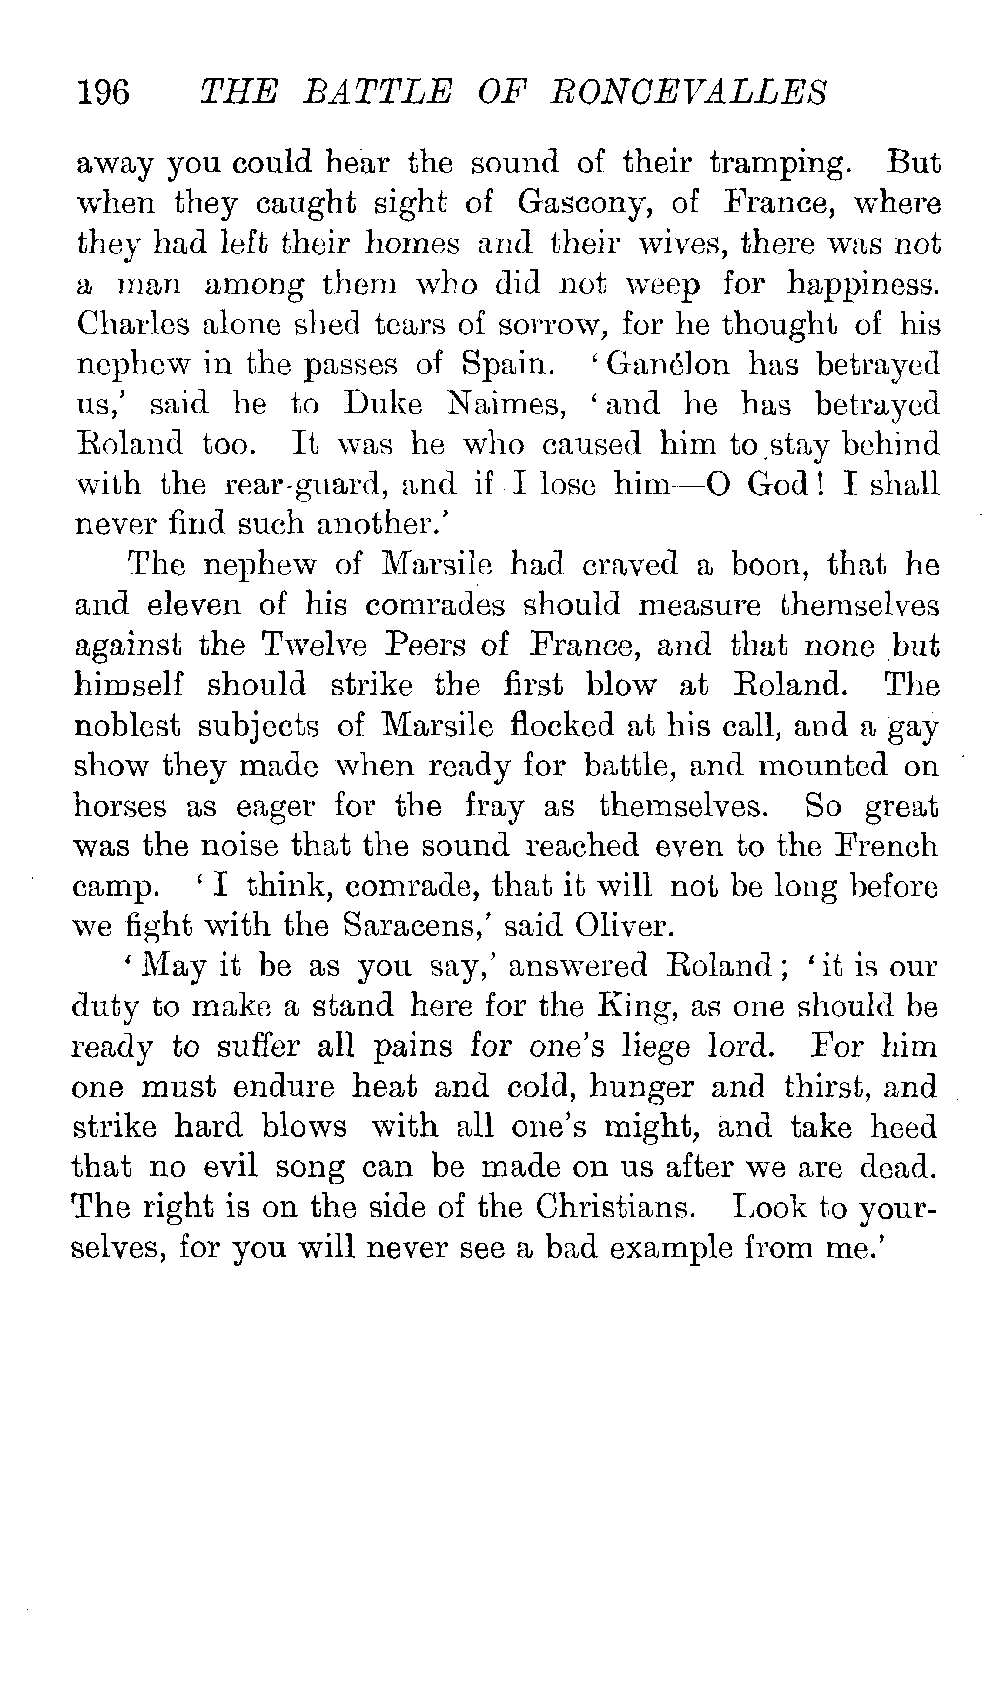 196 THE BATTLE OF RONCEVALLES
away you could hear the sound of their tramping. But
when they caught sight of Gascony, of France, where
they had left their homes and their wives, there was not
a man among them who did not weep for happiness.
Charles alone shed tears of sorrow, for he thought of his
nephew in the passes of Spain. ‘Ganélon has betrayed
us,’ said he to Duke Naimes, ‘and he has betrayed
Roland too. It was he who caused him to stay behind
with the rear-guard, and if I lose him—O God! I shall
never find such another.’
The nephew of Marsile had craved a boon, that he
and eleven of his comrades should measure themselves
against the Twelve Peers of France, and that none but
himself should strike the first blow at Roland. The
noblest subjects of Marsile flocked at his call, and a gay
show they made when ready for battle, and mounted on
horses as eager for the fray as themselves. So great
was the noise that the sound reached even to the French
camp. ‘I think, comrade, that it will not be long before
we fight with the Saracens,’ said Oliver.
‘May it be as you say,’ answered Roland; ‘it is our
duty to make a stand here for the King, as one should be
ready to suffer all pains for one’s liege lord. For him
one must endure heat and cold, hunger and thirst, and
strike hard blows with all one’s might, and take heed
that no evil song can be made on us after we are dead.
The right is on the side of the Christians. Look to your-
selves, for you will never see a bad example from me.’